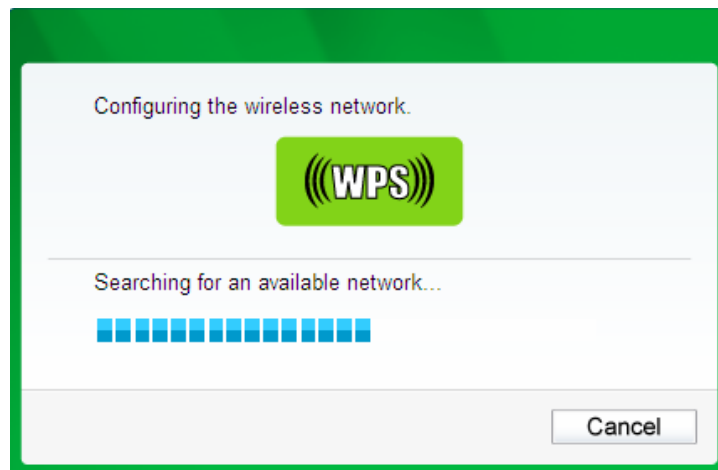 Configuring the wireless network.
(((WPS)))
Searching for an available network...
Cancel